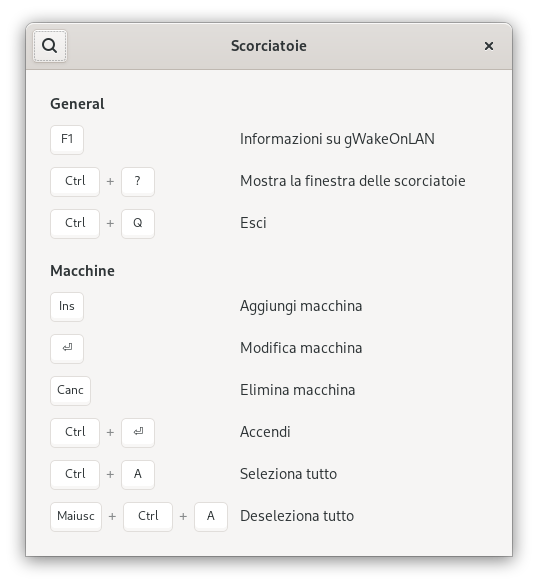 Scorciatoie
General
F1 Informazioni su gWakeOnLAN
Ctrl + ? Mostra la finestra delle scorciatoie
Ctrl + Q Esci
Macchine
Ins Aggiungi macchina
⏎ Modifica macchina
Canc Elimina macchina
Ctrl + ⏎ Accendi
Ctrl + A Seleziona tutto
Maiusc + Ctrl + A Deseleziona tutto